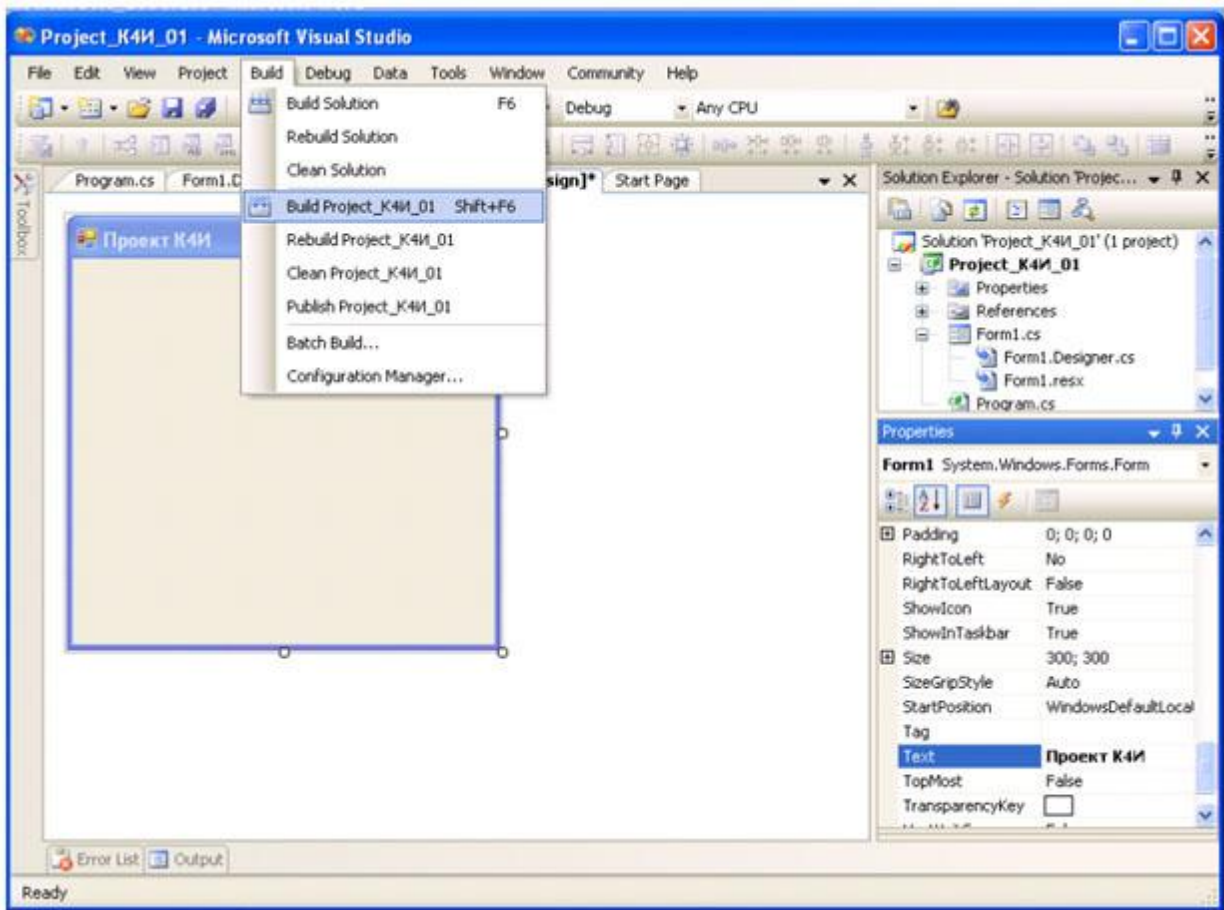 Project_К4И_01 - Microsoft Visual Studio
File Edit View Project Build Debug Data Tools Window Community Help
Debug Any CPU
Build Solution F6
Rebuild Solution
Clean Solution
Build Project_К4И_01 Shift+F6
Rebuild Project_К4И_01
Clean Project_К4И_01
Publish Project_К4И_01
Batch Build...
Configuration Manager...
Program.cs Form1.D
sign]* Start Page
Toolbox
Проект К4И
Solution Explorer - Solution 'Projec...
Solution 'Project_К4И_01' (1 project)
Project_К4И_01
Properties
References
Form1.cs
Form1.Designer.cs
Form1.resx
Program.cs
Properties
Form1 System.Windows.Forms.Form
Padding 0; 0; 0; 0
RightToLeft No
RightToLeftLayout False
ShowIcon True
ShowInTaskbar True
Size 300; 300
SizeGripStyle Auto
StartPosition WindowsDefaultLocat
Tag
Text Проект К4И
TopMost False
TransparencyKey
Error List Output
Ready